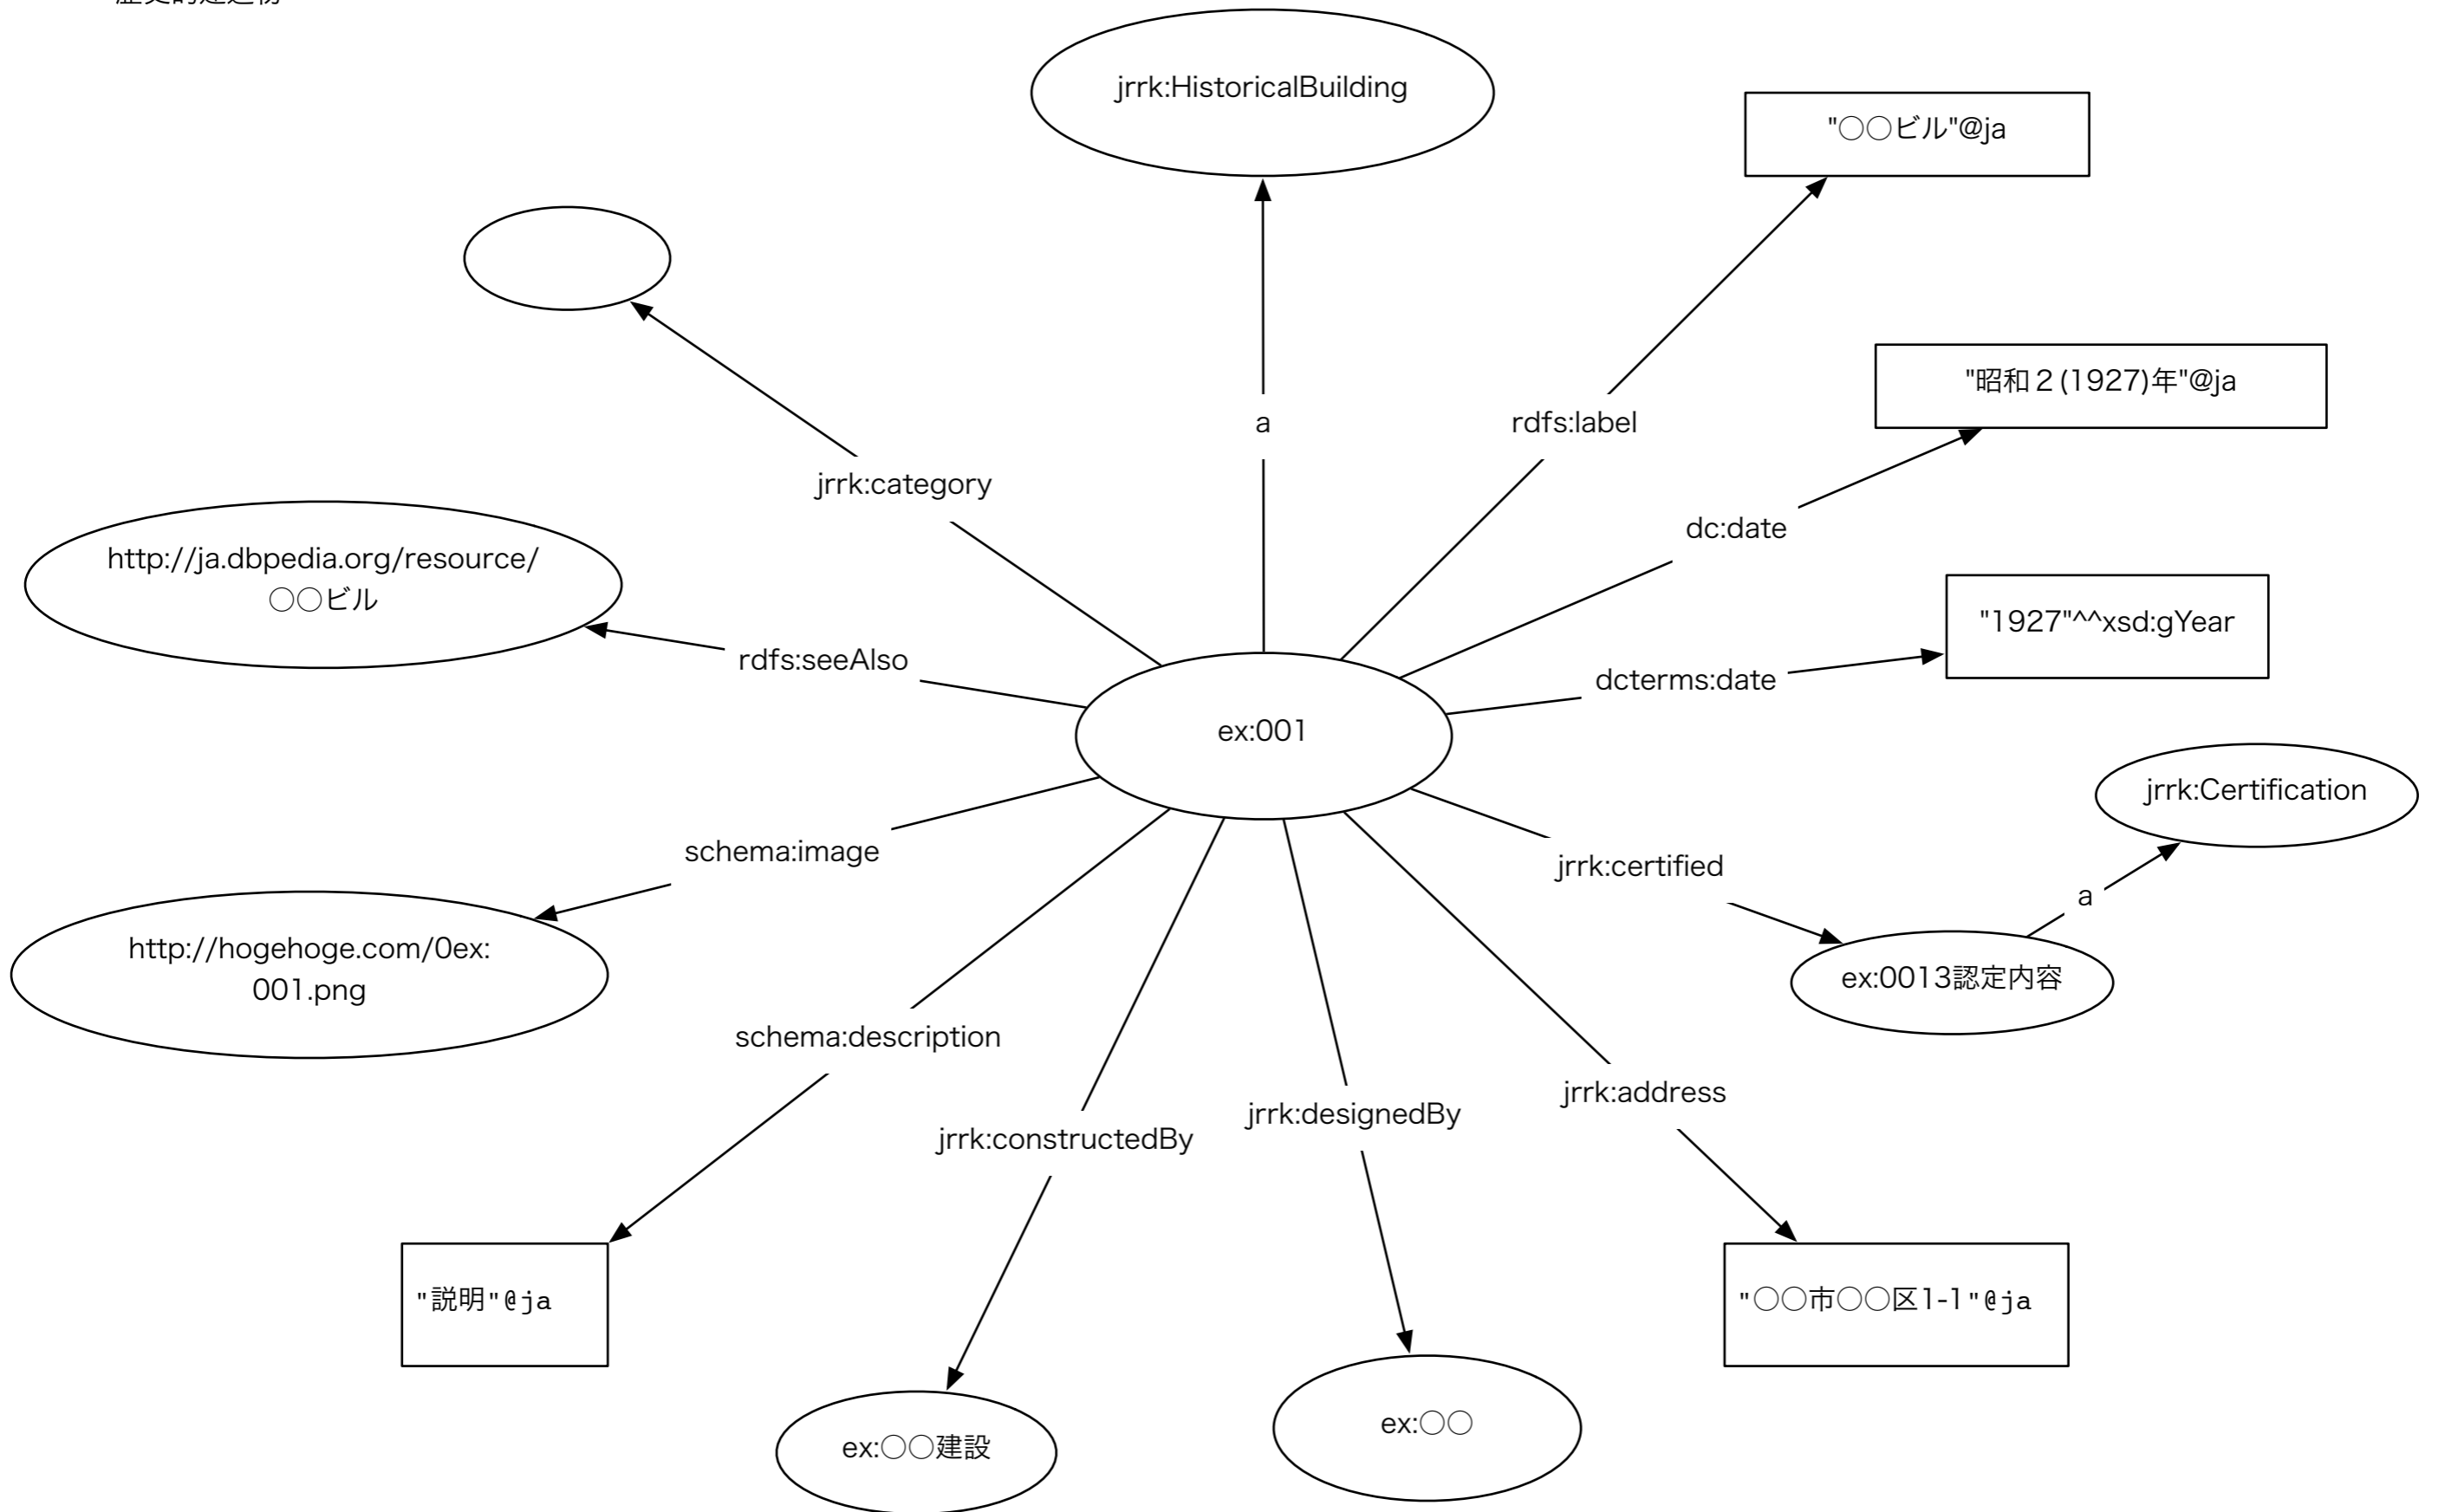 jrrk:HistoricalBuilding
"○○ビル"@ja
"昭和２(1927)年"@ja
a
rdfs:label
jrrk:category
dc:date
http://ja.dbpedia.org/resource/
○○ビル
"1927"^^xsd:gYear
rdfs:seeAlso
dcterms:date
ex:001
jrrk:Certification
schema:image
jrrk:certified
a
http://hogehoge.com/0ex:
001.png
ex:0013認定内容
schema:description
jrrk:address
jrrk:designedBy
jrrk:constructedBy
"説明"@ja
"○○市○○区1-1"@ja
ex:○○
ex:○○建設